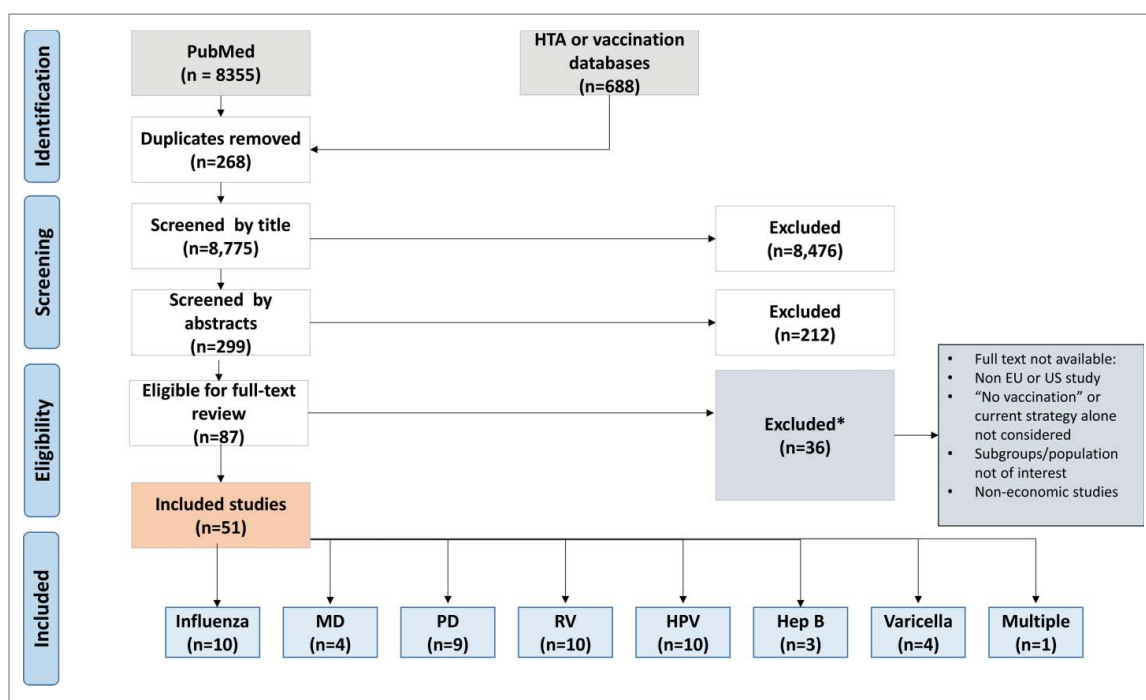 Identification
PubMed
(n = 8355)
HTA or vaccination
databases
(n=688)
Duplicates removed
(n=268)
Screening
Screened by title
(n=8,775)
Excluded
(n=8,476)
Screened by
abstracts
(n=299)
Excluded
(n=212)
Eligibility
Eligible for full-text
review
(n=87)
Excluded*
(n=36)
• Full text not available:
• Non EU or US study
• “No vaccination” or
current strategy alone
not considered
• Subgroups/population
not of interest
• Non-economic studies
Included studies
(n=51)
Included
Influenza
(n=10)
MD
(n=4)
PD
(n=9)
RV
(n=10)
HPV
(n=10)
Hep B
(n=3)
Varicella
(n=4)
Multiple
(n=1)